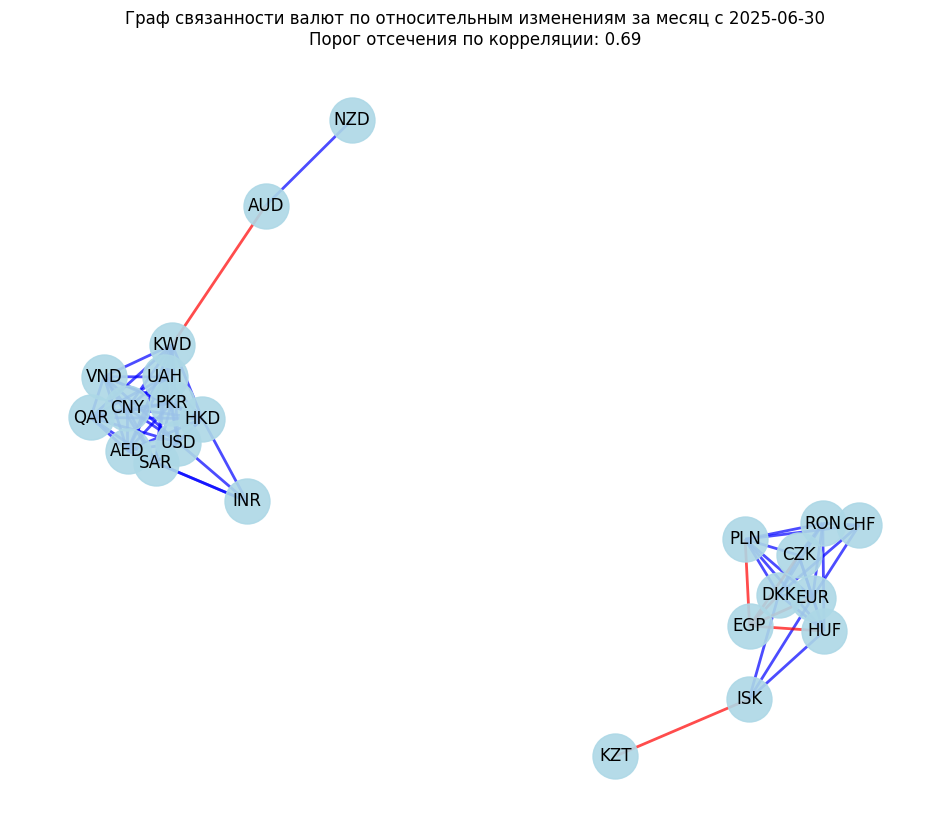 Граф связанности валют по относительным изменениям за месяц с 2025-06-30
Порог отсечения по корреляции: 0.69
NZD
AUD
KWD
VND
UAH
CNY
PKR
QAR
HKD
USD
AED
SAR
INR
RON
CHF
PLN
CZK
DKK
EUR
EGP
HUF
ISK
KZT